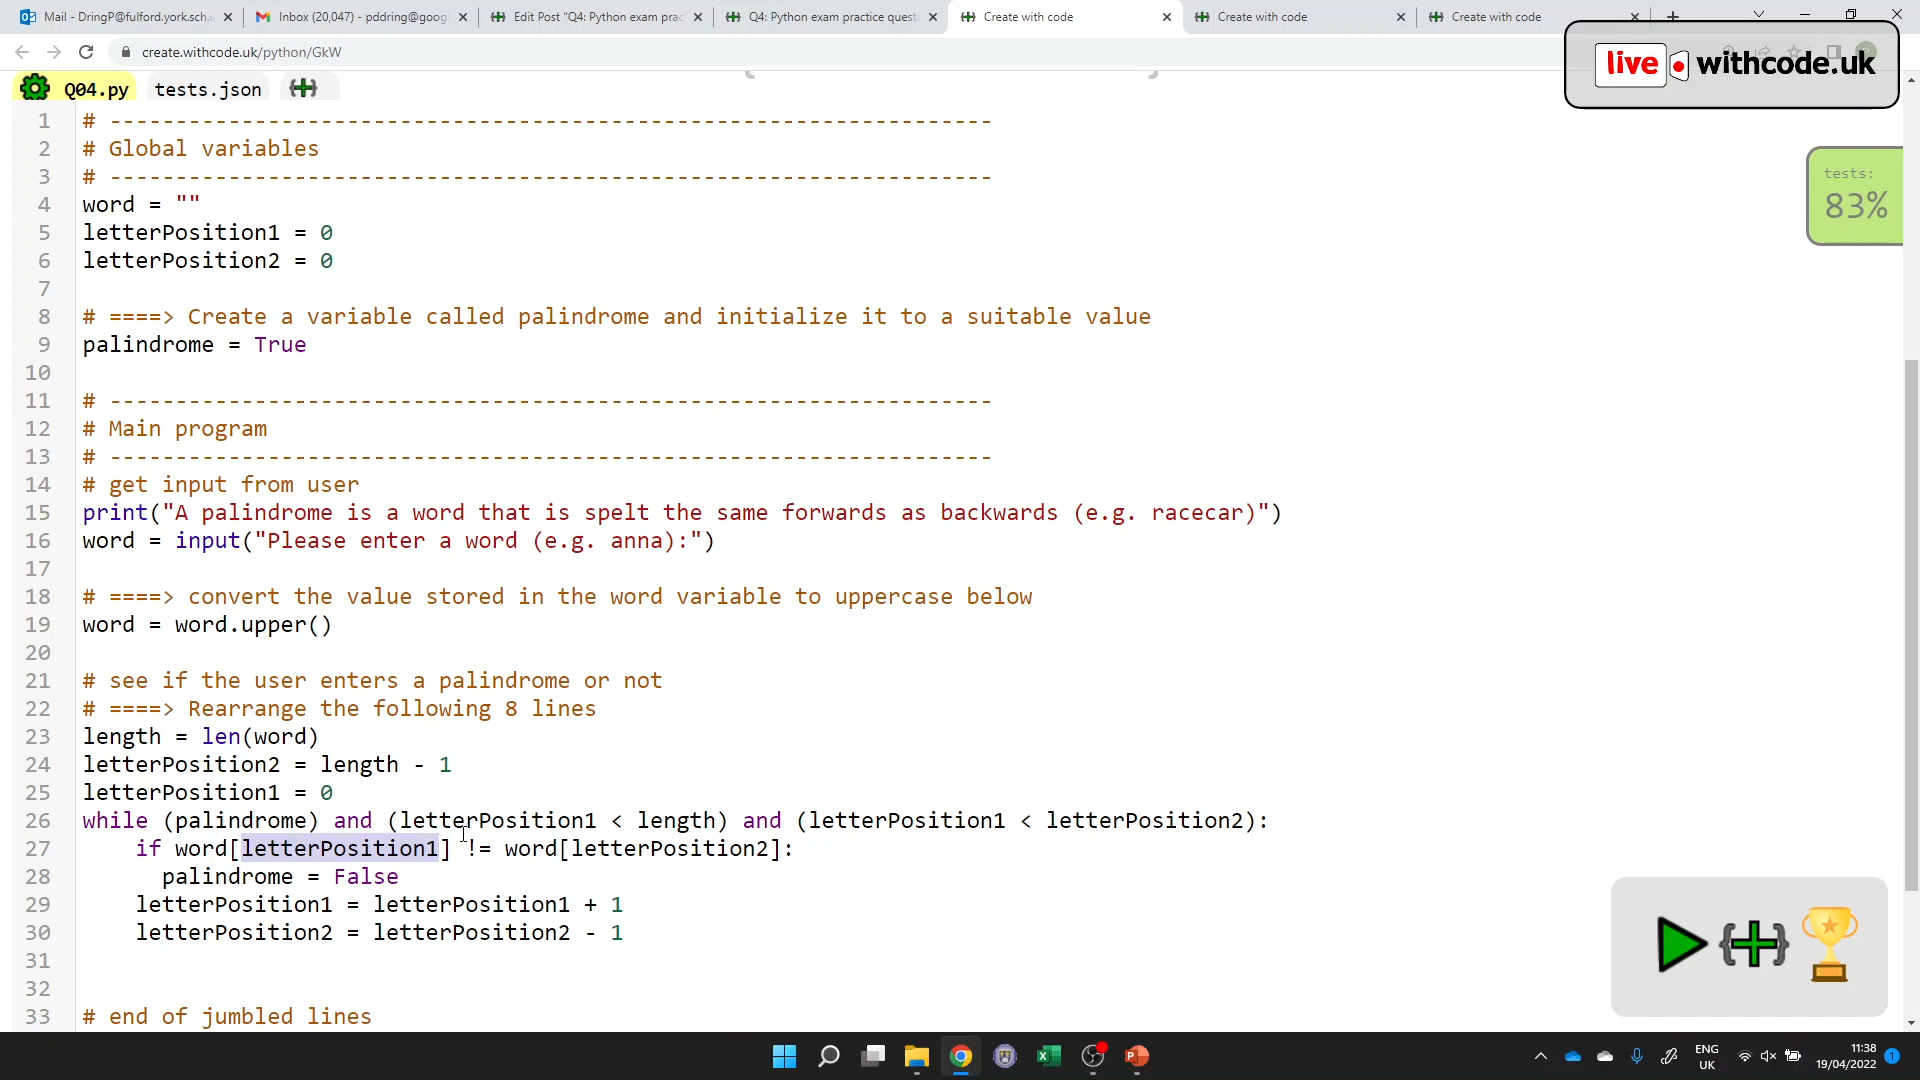 Mail - DringP@fulford.york.sch.u
Inbox (20,047) - pddring@goog
Edit Post "Q4: Python exam prac
Q4: Python exam practice quest
Create with code
Create with code
Create with code
create.withcode.uk/python/GkW
live withcode.uk
Q04.py
tests.json
tests:
83%
1 # -------------------------------------------------------------------
2 # Global variables
3 # -------------------------------------------------------------------
4 word = ""
5 letterPosition1 = 0
6 letterPosition2 = 0
7
8 # ====> Create a variable called palindrome and initialize it to a suitable value
9 palindrome = True
10
11 # -------------------------------------------------------------------
12 # Main program
13 # -------------------------------------------------------------------
14 # get input from user
15 print("A palindrome is a word that is spelt the same forwards as backwards (e.g. racecar)")
16 word = input("Please enter a word (e.g. anna):")
17
18 # ====> convert the value stored in the word variable to uppercase below
19 word = word.upper()
20
21 # see if the user enters a palindrome or not
22 # ====> Rearrange the following 8 lines
23 length = len(word)
24 letterPosition2 = length - 1
25 letterPosition1 = 0
26 while (palindrome) and (letterPosition1 < length) and (letterPosition1 < letterPosition2):
27     if word[letterPosition1] != word[letterPosition2]:
28       palindrome = False
29     letterPosition1 = letterPosition1 + 1
30     letterPosition2 = letterPosition2 - 1
31
32
33 # end of jumbled lines
ENG
UK
11:38
19/04/2022
1